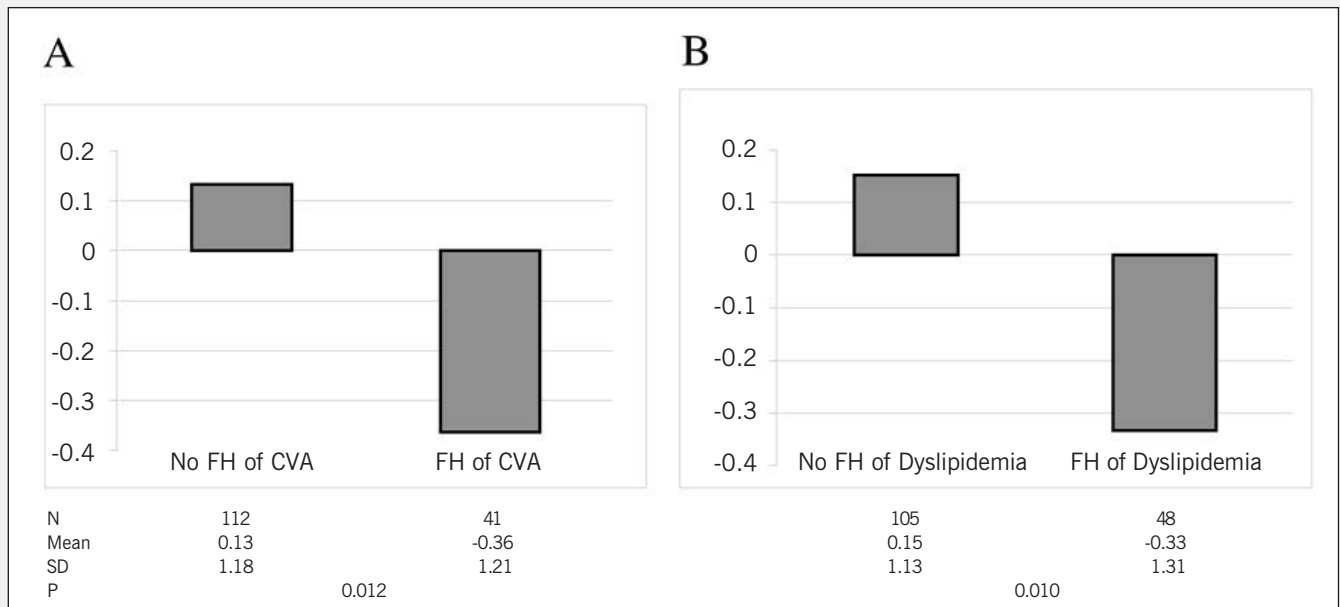 A
0.2
0.1
0
-0.1
-0.2
-0.3
-0.4
No FH of CVA FH of CVA
N 112 41
Mean 0.13 -0.36
SD 1.18 1.21
P 0.012
B
0.2
0.1
0
-0.1
-0.2
-0.3
-0.4
No FH of Dyslipidemia FH of Dyslipidemia
105 48
0.15 -0.33
1.13 1.31
0.010